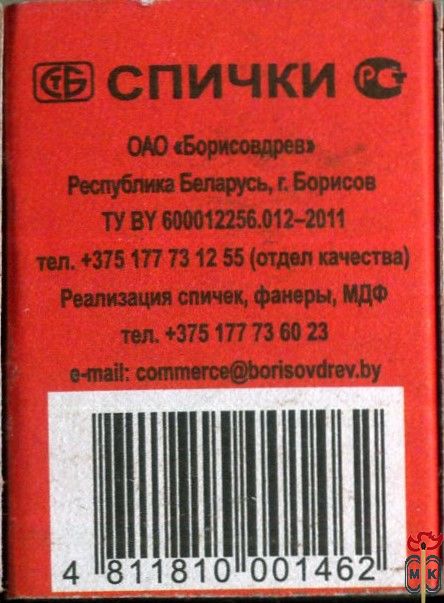 СТБ СПИЧКИ РСТ
ОАО «Борисовдрев»
Республика Беларусь, г. Борисов
ТУ BY 600012256.012–2011
тел. +375 177 73 12 55 (отдел качества)
Реализация спичек, фанеры, МДФ
тел. +375 177 73 60 23
e-mail: commerce@borisovdrev.by
4 811810 001462
МК